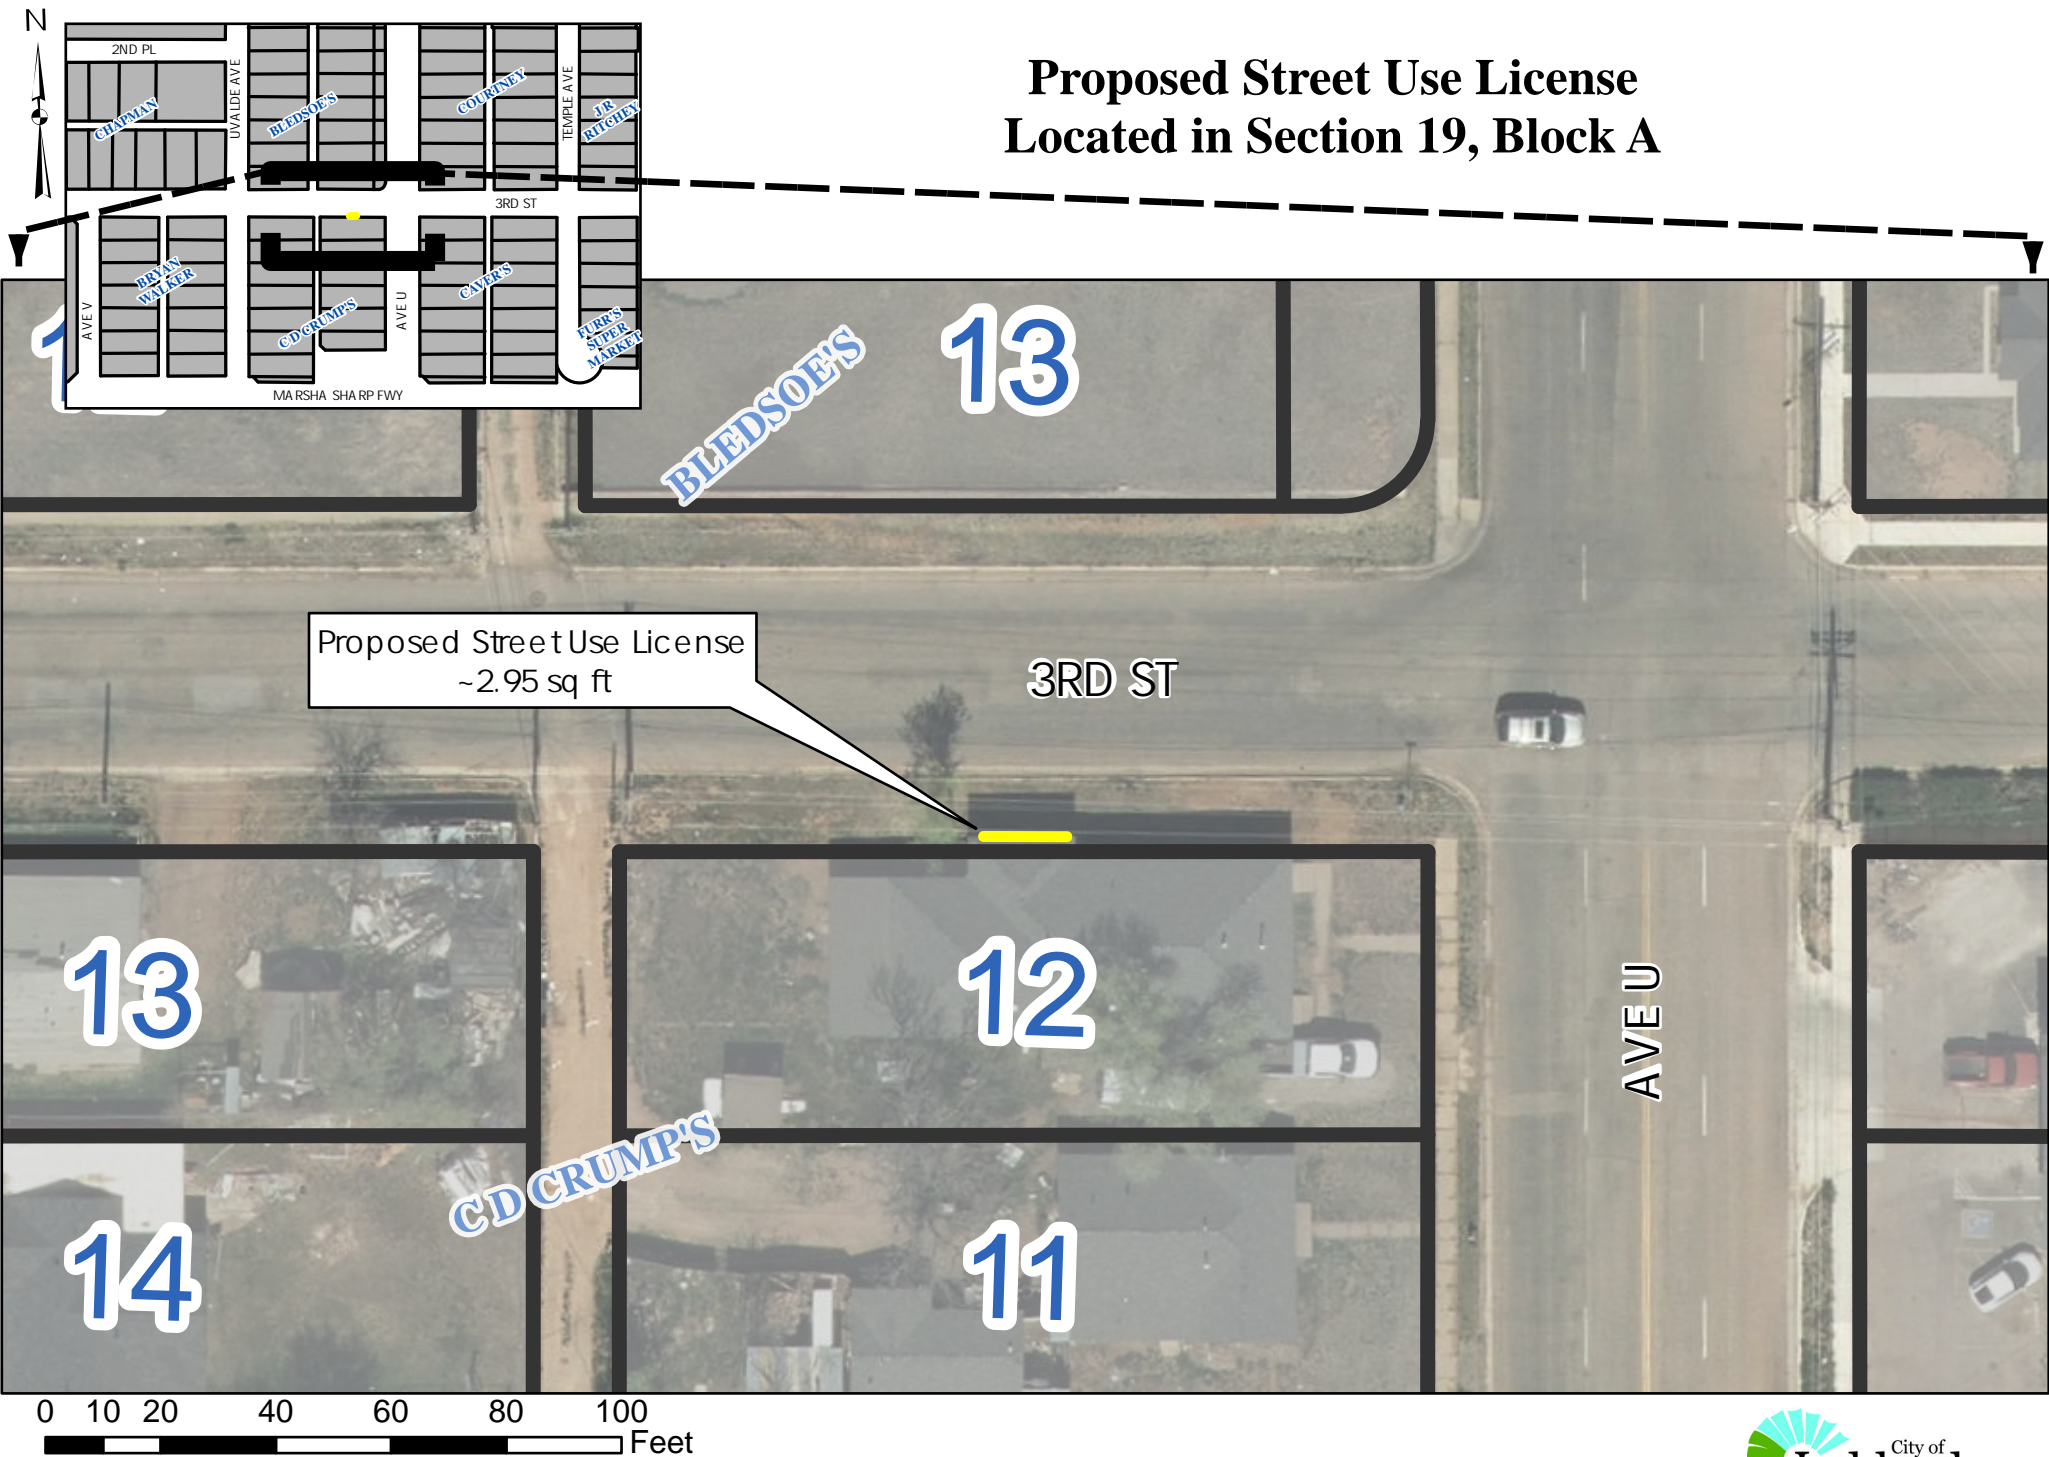 Proposed Street Use License
Located in Section 19, Block A
N
2ND PL
UVALDE AVE
TEMPLE AVE
CHAPMAN
BLEDSOE'S
COURTNEY
J R
RITCHEY
3RD ST
BRYAN
WALKER
AVE V
C D CRUMP'S
AVE U
CAVER'S
FURR'S
SUPER
MARKET
MARSHA SHARP FWY
BLEDSOE'S
13
Proposed Street Use License
~2.95 sq ft
3RD ST
13
12
AVE U
C D CRUMP'S
14
11
0 10 20 40 60 80 100
Feet
City of